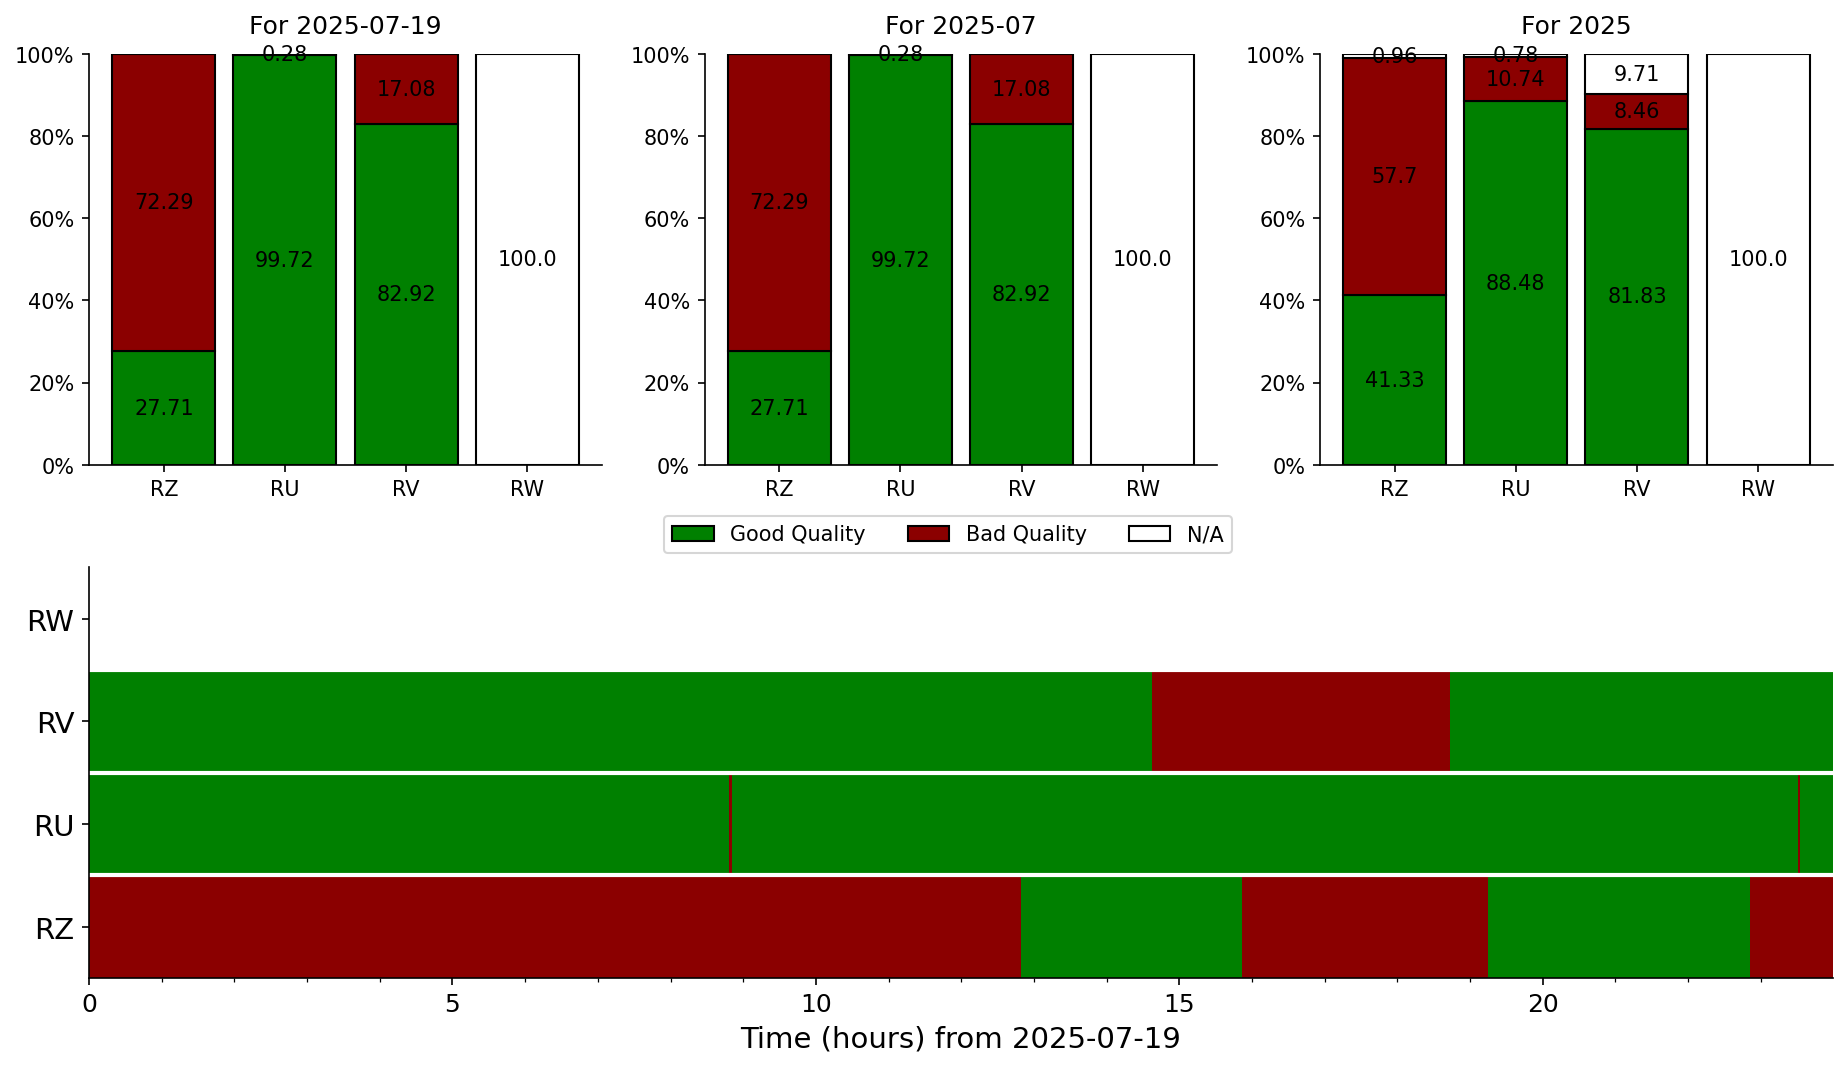 For 2025-07-19
For 2025-07
For 2025
100%
80%
60%
40%
20%
0%
72.29
27.71
0.28
99.72
17.08
82.92
100.0
RZ
RU
RV
RW
100%
80%
60%
40%
20%
0%
72.29
27.71
0.28
99.72
17.08
82.92
100.0
RZ
RU
RV
RW
100%
80%
60%
40%
20%
0%
0.96
57.7
41.33
0.78
10.74
88.48
9.71
8.46
81.83
100.0
RZ
RU
RV
RW
Good Quality
Bad Quality
N/A
RW
RV
RU
RZ
0
5
10
15
20
Time (hours) from 2025-07-19